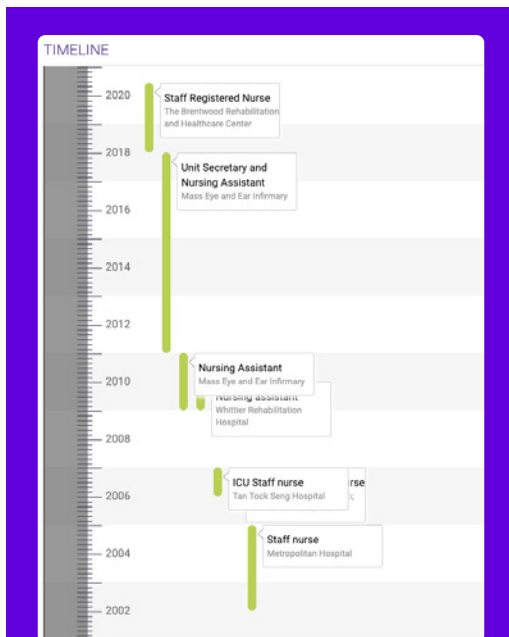 TIMELINE
2020
Staff Registered Nurse
The Brentwood Rehabilitation
and Healthcare Center
2018
Unit Secretary and
Nursing Assistant
Mass Eye and Ear Infirmary
2016
2014
2012
Nursing Assistant
Mass Eye and Ear Infirmary
2010
Nursing assistant
Whittier Rehabilitation
Hospital
2008
ICU Staff nurse
Tan Tock Seng Hospital
2006
Staff nurse
Metropolitan Hospital
2004
2002